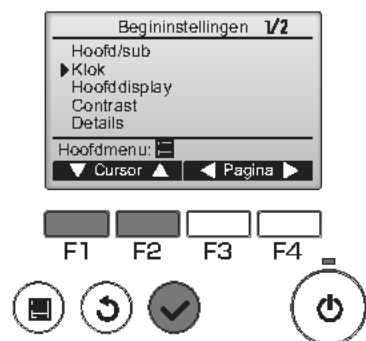 Begininstellingen 1/2
Hoofd/sub
▶Klok
Hoofddisplay
Contrast
Details
Hoofdmenu:
▼ Cursor ▲ ◀ Pagina ▶
F1 F2 F3 F4